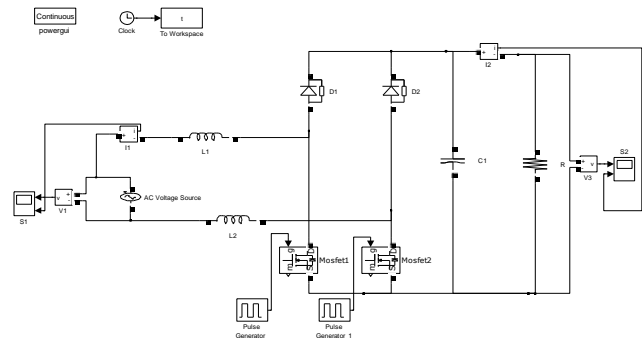 Continuous
powergui
Clock
t
To Workspace
i
+
-
I2
D1
D2
i
+
-
I1
L1
C1
R
+
v
-
V3
S2
S1
v
+
-
V1
AC Voltage Source
L2
g
D
m
S
Mosfet1
g
D
m
S
Mosfet2
Pulse
Generator
Pulse
Generator 1